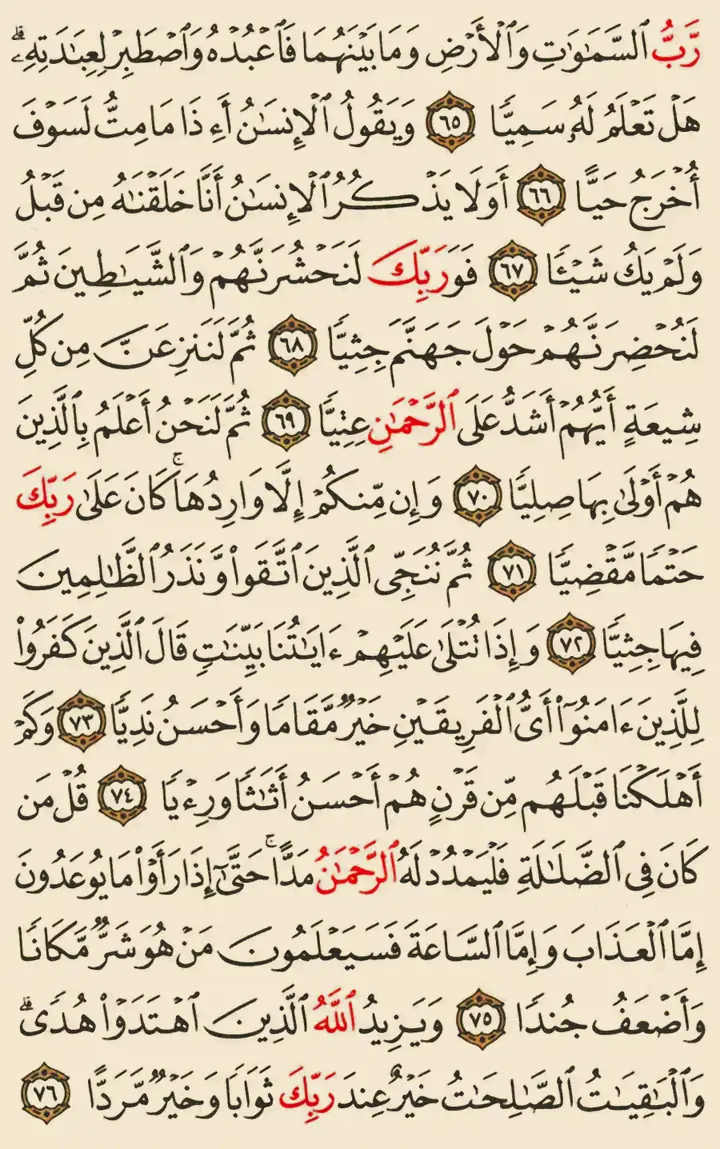 رَّبُّ ٱلسَّمَٰوَٰتِ وَٱلْأَرْضِ وَمَا بَيْنَهُمَا فَٱعْبُدْهُ وَٱصْطَبِرْ لِعِبَٰدَتِهِۦ ۚ
هَلْ تَعْلَمُ لَهُۥ سَمِيًّا ٦٥ وَيَقُولُ ٱلْإِنسَٰنُ أَءِذَا مَا مِتُّ لَسَوْفَ
أُخْرَجُ حَيًّا ٦٦ أَوَلَا يَذْكُرُ ٱلْإِنسَٰنُ أَنَّا خَلَقْنَٰهُ مِن قَبْلُ
وَلَمْ يَكُ شَيْـًٔا ٦٧ فَوَرَبِّكَ لَنَحْشُرَنَّهُمْ وَٱلشَّيَٰطِينَ ثُمَّ
لَنُحْضِرَنَّهُمْ حَوْلَ جَهَنَّمَ جِثِيًّا ٦٨ ثُمَّ لَنَنزِعَنَّ مِن كُلِّ
شِيعَةٍ أَيُّهُمْ أَشَدُّ عَلَى ٱلرَّحْمَٰنِ عِتِيًّا ٦٩ ثُمَّ لَنَحْنُ أَعْلَمُ بِٱلَّذِينَ
هُمْ أَوْلَىٰ بِهَا صِلِيًّا ٧٠ وَإِن مِّنكُمْ إِلَّا وَارِدُهَا ۚ كَانَ عَلَىٰ رَبِّكَ
حَتْمًا مَّقْضِيًّا ٧١ ثُمَّ نُنَجِّى ٱلَّذِينَ ٱتَّقَوا۟ وَّنَذَرُ ٱلظَّٰلِمِينَ
فِيهَا جِثِيًّا ٧٢ وَإِذَا تُتْلَىٰ عَلَيْهِمْ ءَايَٰتُنَا بَيِّنَٰتٍ قَالَ ٱلَّذِينَ كَفَرُوا۟
لِلَّذِينَ ءَامَنُوٓا۟ أَىُّ ٱلْفَرِيقَيْنِ خَيْرٌ مَّقَامًا وَأَحْسَنُ نَدِيًّا ٧٣ وَكَمْ
أَهْلَكْنَا قَبْلَهُم مِّن قَرْنٍ هُمْ أَحْسَنُ أَثَٰثًا وَرِءْيًا ٧٤ قُلْ مَن
كَانَ فِى ٱلضَّلَٰلَةِ فَلْيَمْدُدْ لَهُ ٱلرَّحْمَٰنُ مَدًّا ۚ حَتَّىٰٓ إِذَا رَأَوْا۟ مَا يُوعَدُونَ
إِمَّا ٱلْعَذَابَ وَإِمَّا ٱلسَّاعَةَ فَسَيَعْلَمُونَ مَنْ هُوَ شَرٌّ مَّكَانًا
وَأَضْعَفُ جُندًا ٧٥ وَيَزِيدُ ٱللَّهُ ٱلَّذِينَ ٱهْتَدَوْا۟ هُدًى ۗ
وَٱلْبَٰقِيَٰتُ ٱلصَّٰلِحَٰتُ خَيْرٌ عِندَ رَبِّكَ ثَوَابًا وَخَيْرٌ مَّرَدًّا ٧٦